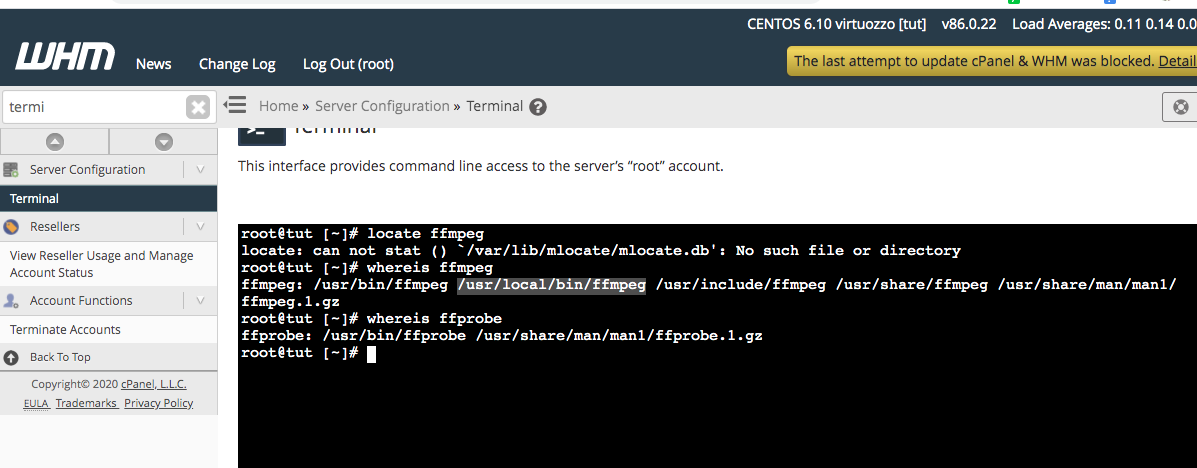 CENTOS 6.10 virtuozzo [tut] v86.0.22 Load Averages: 0.11 0.14 0.0
WHM News Change Log Log Out (root)
The last attempt to update cPanel & WHM was blocked. Detail
termi
Home » Server Configuration » Terminal
Terminal
This interface provides command line access to the server's “root” account.
Server Configuration
Terminal
Resellers
View Reseller Usage and Manage
Account Status
Account Functions
Terminate Accounts
Back To Top
Copyright© 2020 cPanel, L.L.C.
EULA Trademarks Privacy Policy
root@tut [~]# locate ffmpeg
locate: can not stat () `/var/lib/mlocate/mlocate.db': No such file or directory
root@tut [~]# whereis ffmpeg
ffmpeg: /usr/bin/ffmpeg /usr/local/bin/ffmpeg /usr/include/ffmpeg /usr/share/ffmpeg /usr/share/man/man1/
ffmpeg.1.gz
root@tut [~]# whereis ffprobe
ffprobe: /usr/bin/ffprobe /usr/share/man/man1/ffprobe.1.gz
root@tut [~]#